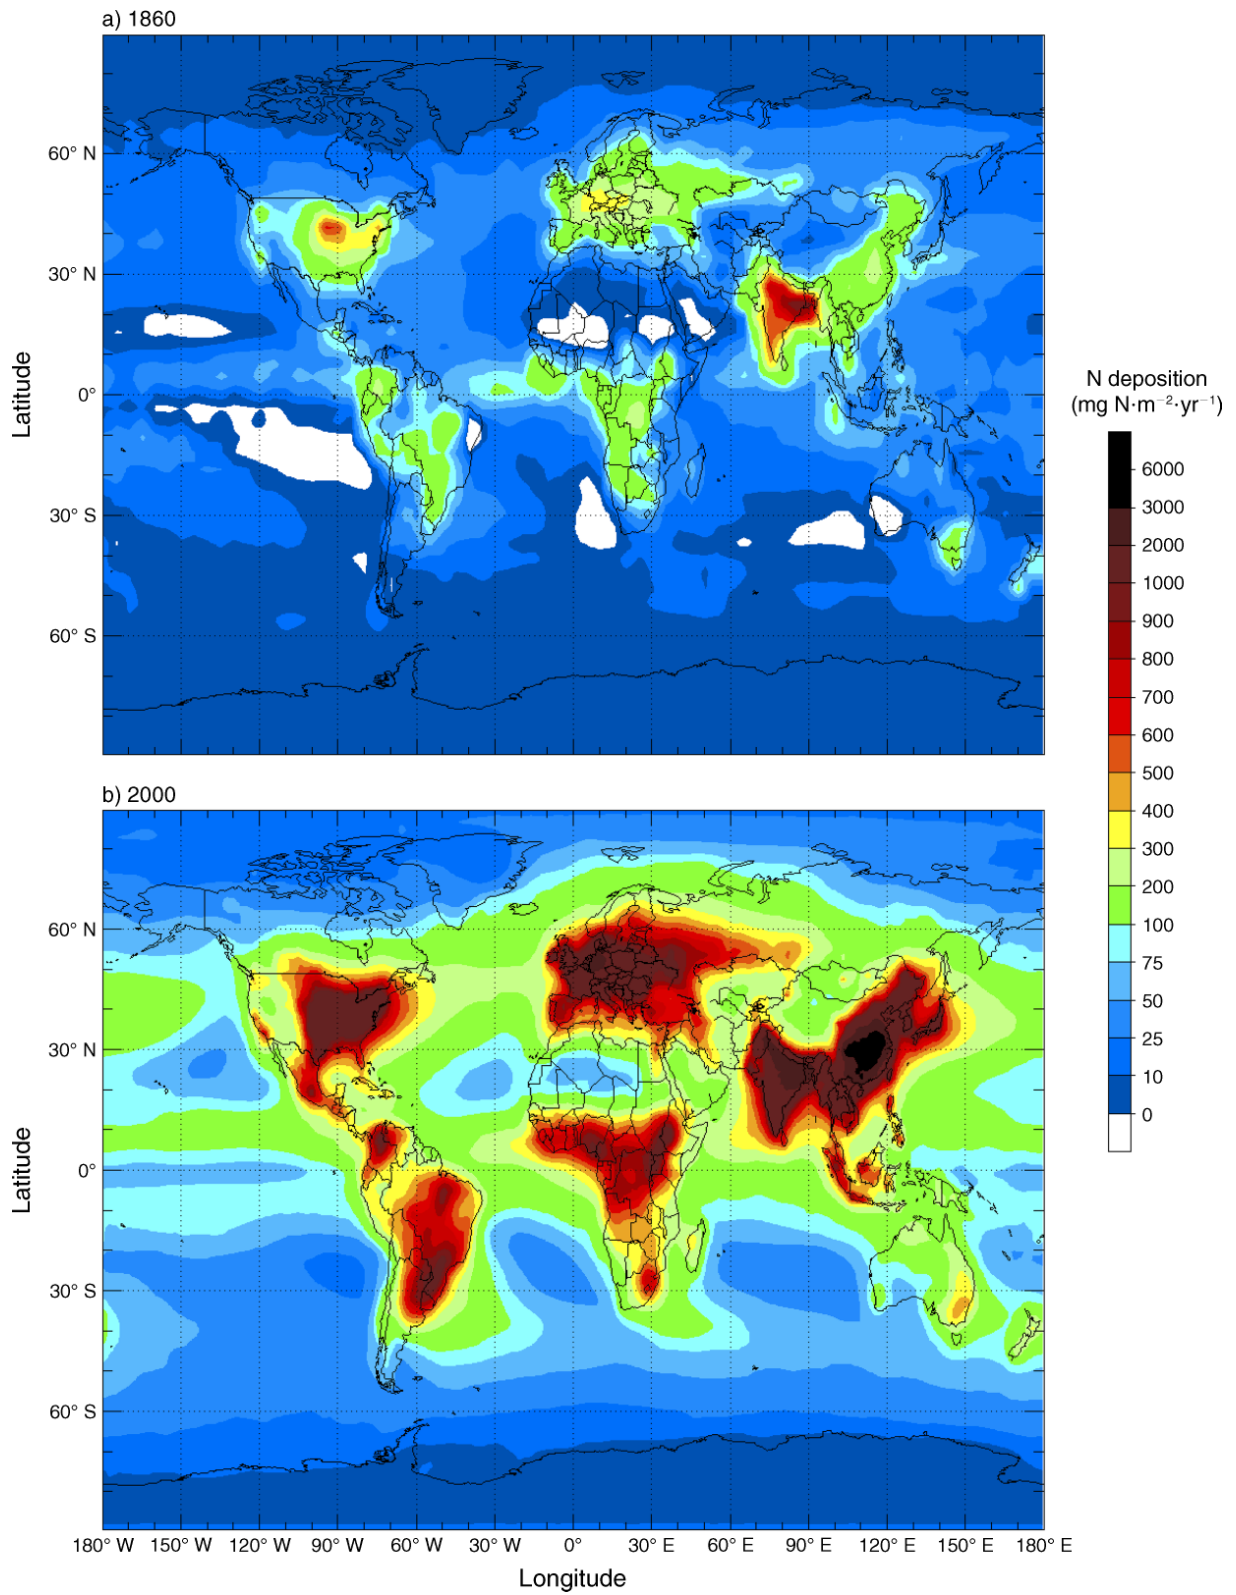 a) 1860
60° N
30° N
0°
30° S
60° S
Latitude
N deposition
(mg N·m⁻²·yr⁻¹)
6000
3000
2000
1000
900
800
700
600
500
400
300
200
100
75
50
25
10
0
b) 2000
60° N
30° N
0°
30° S
60° S
Latitude
180° W 150° W 120° W 90° W 60° W 30° W 0° 30° E 60° E 90° E 120° E 150° E 180° E
Longitude